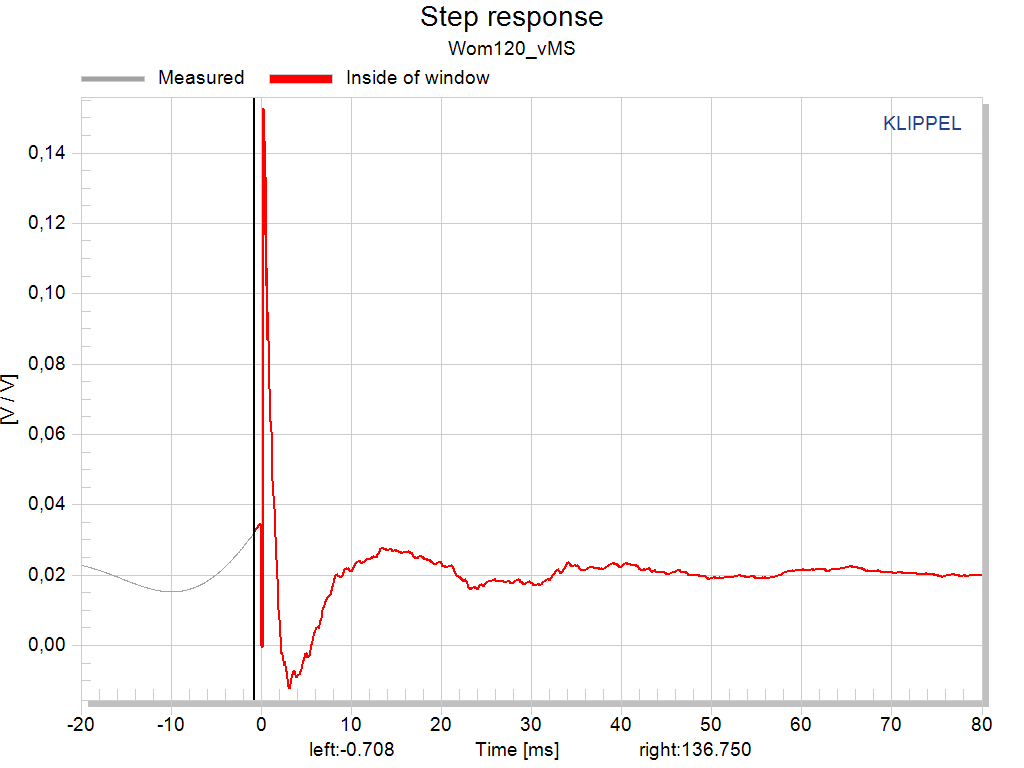 Step response
Wom120_vMS
Measured Inside of window
KLIPPEL
0,14
0,12
0,10
0,08
0,06
0,04
0,02
0,00
[V / V]
-20 -10 0 10 20 30 40 50 60 70 80
left:-0.708 Time [ms] right:136.750